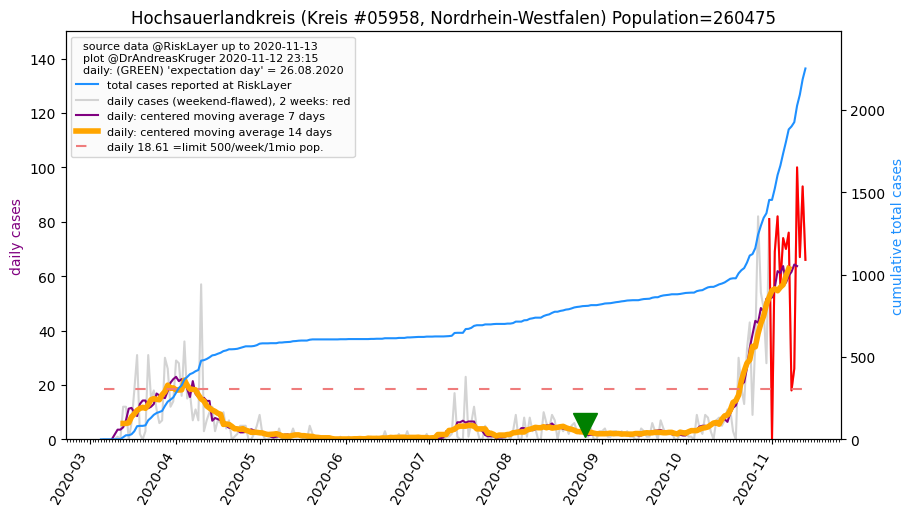 Hochsauerlandkreis (Kreis #05958, Nordrhein-Westfalen) Population=260475
source data @RiskLayer up to 2020-11-13
plot @DrAndreasKruger 2020-11-12 23:15
daily: (GREEN) 'expectation day' = 26.08.2020
total cases reported at RiskLayer
daily cases (weekend-flawed), 2 weeks: red
daily: centered moving average 7 days
daily: centered moving average 14 days
daily 18.61 =limit 500/week/1mio pop.
daily cases
140
120
100
80
60
40
20
0
cumulative total cases
2000
1500
1000
500
0
2020-03
2020-04
2020-05
2020-06
2020-07
2020-08
2020-09
2020-10
2020-11